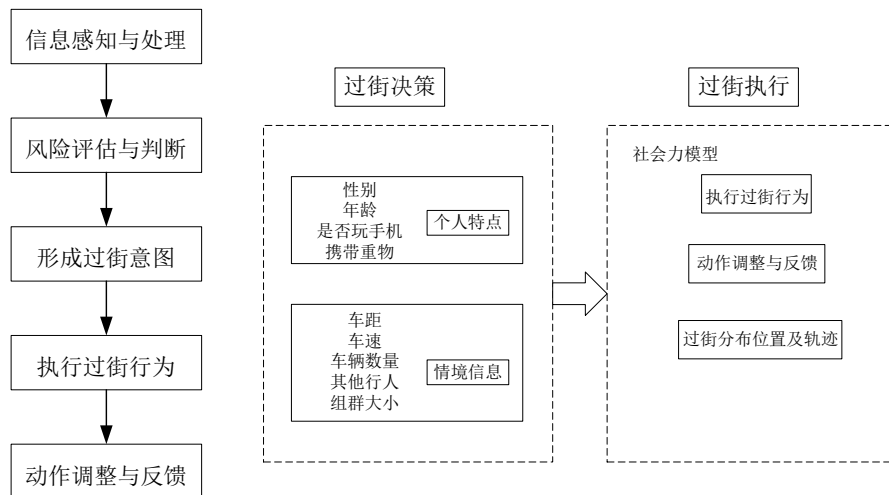 信息感知与处理
风险评估与判断
形成过街意图
执行过街行为
动作调整与反馈
过街决策
性别
年龄
是否玩手机
携带重物
个人特点
车距
车速
车辆数量
其他行人
组群大小
情境信息
过街执行
社会力模型
执行过街行为
动作调整与反馈
过街分布位置及轨迹